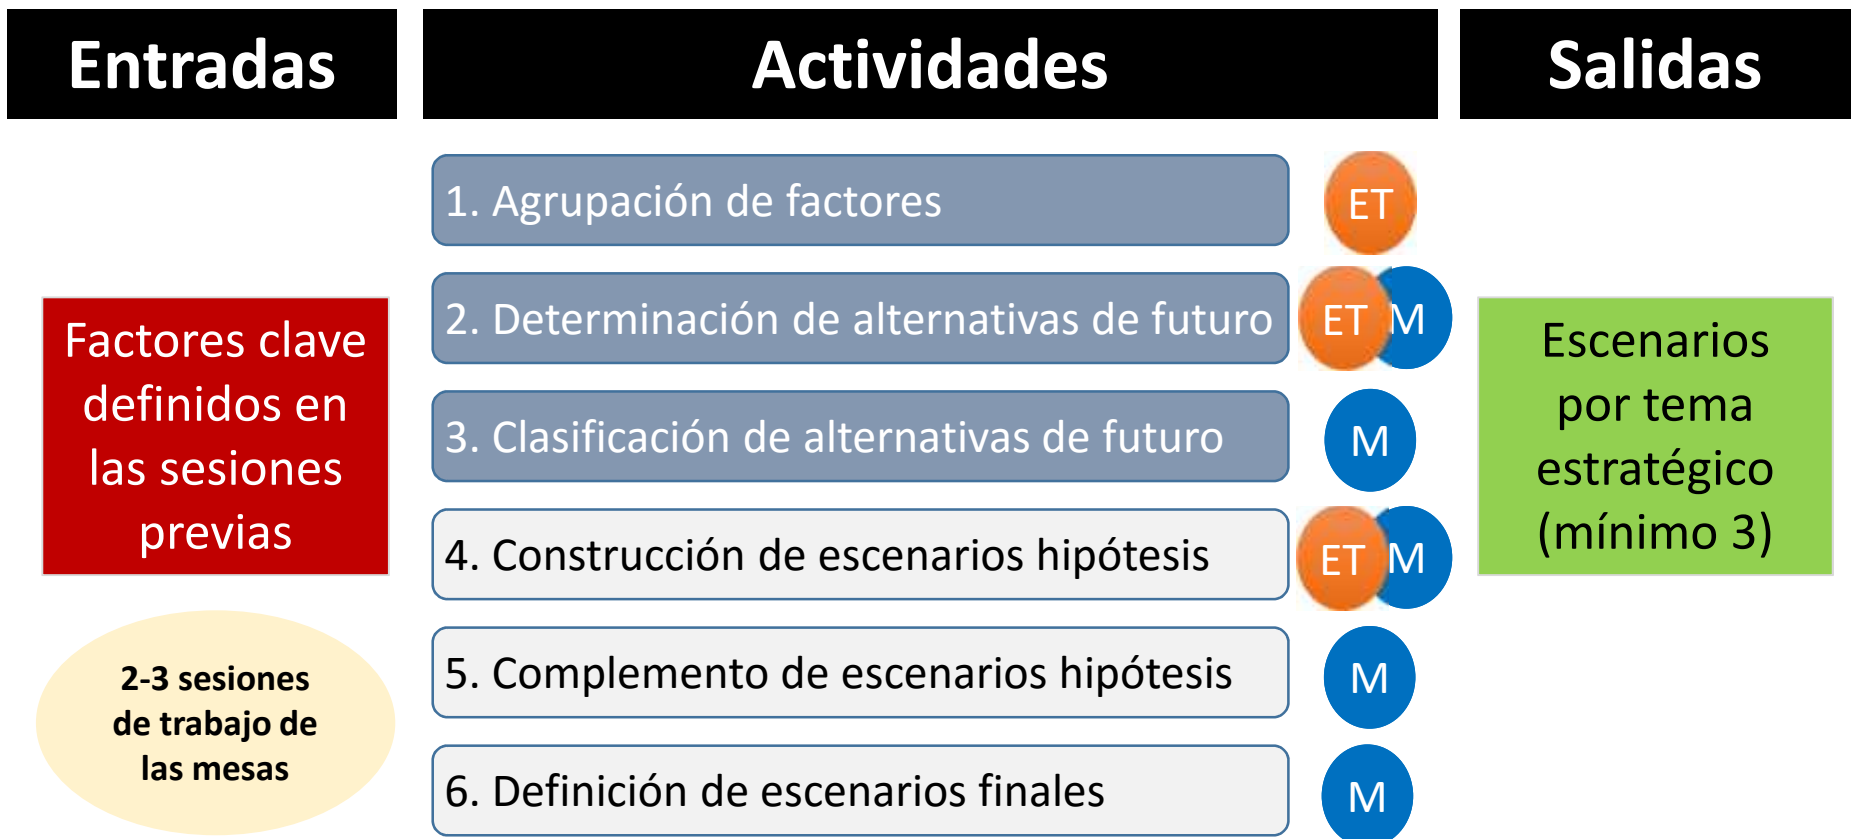 Entradas
Actividades
Salidas
Factores clave
definidos en
las sesiones
previas
2-3 sesiones
de trabajo de
las mesas
1. Agrupación de factores
ET
2. Determinación de alternativas de futuro
ET M
3. Clasificación de alternativas de futuro
M
4. Construcción de escenarios hipótesis
ET M
5. Complemento de escenarios hipótesis
M
6. Definición de escenarios finales
M
Escenarios
por tema
estratégico
(mínimo 3)